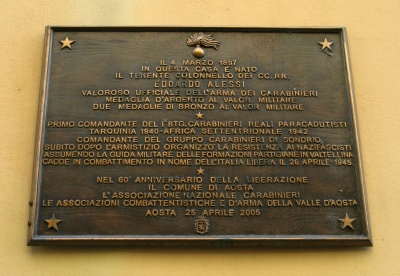 IL 4 MARZO 1897
IN QUESTA CASA E' NATO
IL TENENTE COLONNELLO DEI CC.RR.
EDOARDO ALESSI
VALOROSO UFFICIALE DELL'ARMA DEI CARABINIERI
MEDAGLIA D'ARGENTO AL VALOR MILITARE
DUE MEDAGLIE DI BRONZO AL VALOR MILITARE
PRIMO COMANDANTE DEL 1° BTG. CARABINIERI REALI PARACADUTISTI
TARQUINIA 1940-AFRICA SETTENTRIONALE 1942
COMANDANTE DEL GRUPPO CARABINIERI DI SONDRIO,
SUBITO DOPO L'ARMISTIZIO ORGANIZZO' LA RESISTENZA AI NAZIFASCISTI
ASSUMENDO LA GUIDA MILITARE DELLE FORMAZIONI PARTIGIANE IN VALTELLINA
CADDE IN COMBATTIMENTO IN NOME DELL'ITALIA LIBERA IL 26 APRILE 1945
NEL 60° ANNIVERSARIO DELLA LIBERAZIONE
IL COMUNE DI AOSTA
L'ASSOCIAZIONE NAZIONALE CARABINIERI
LE ASSOCIAZIONI COMBATTENTISTICHE E D'ARMA DELLA VALLE D'AOSTA
AOSTA 25 APRILE 2005